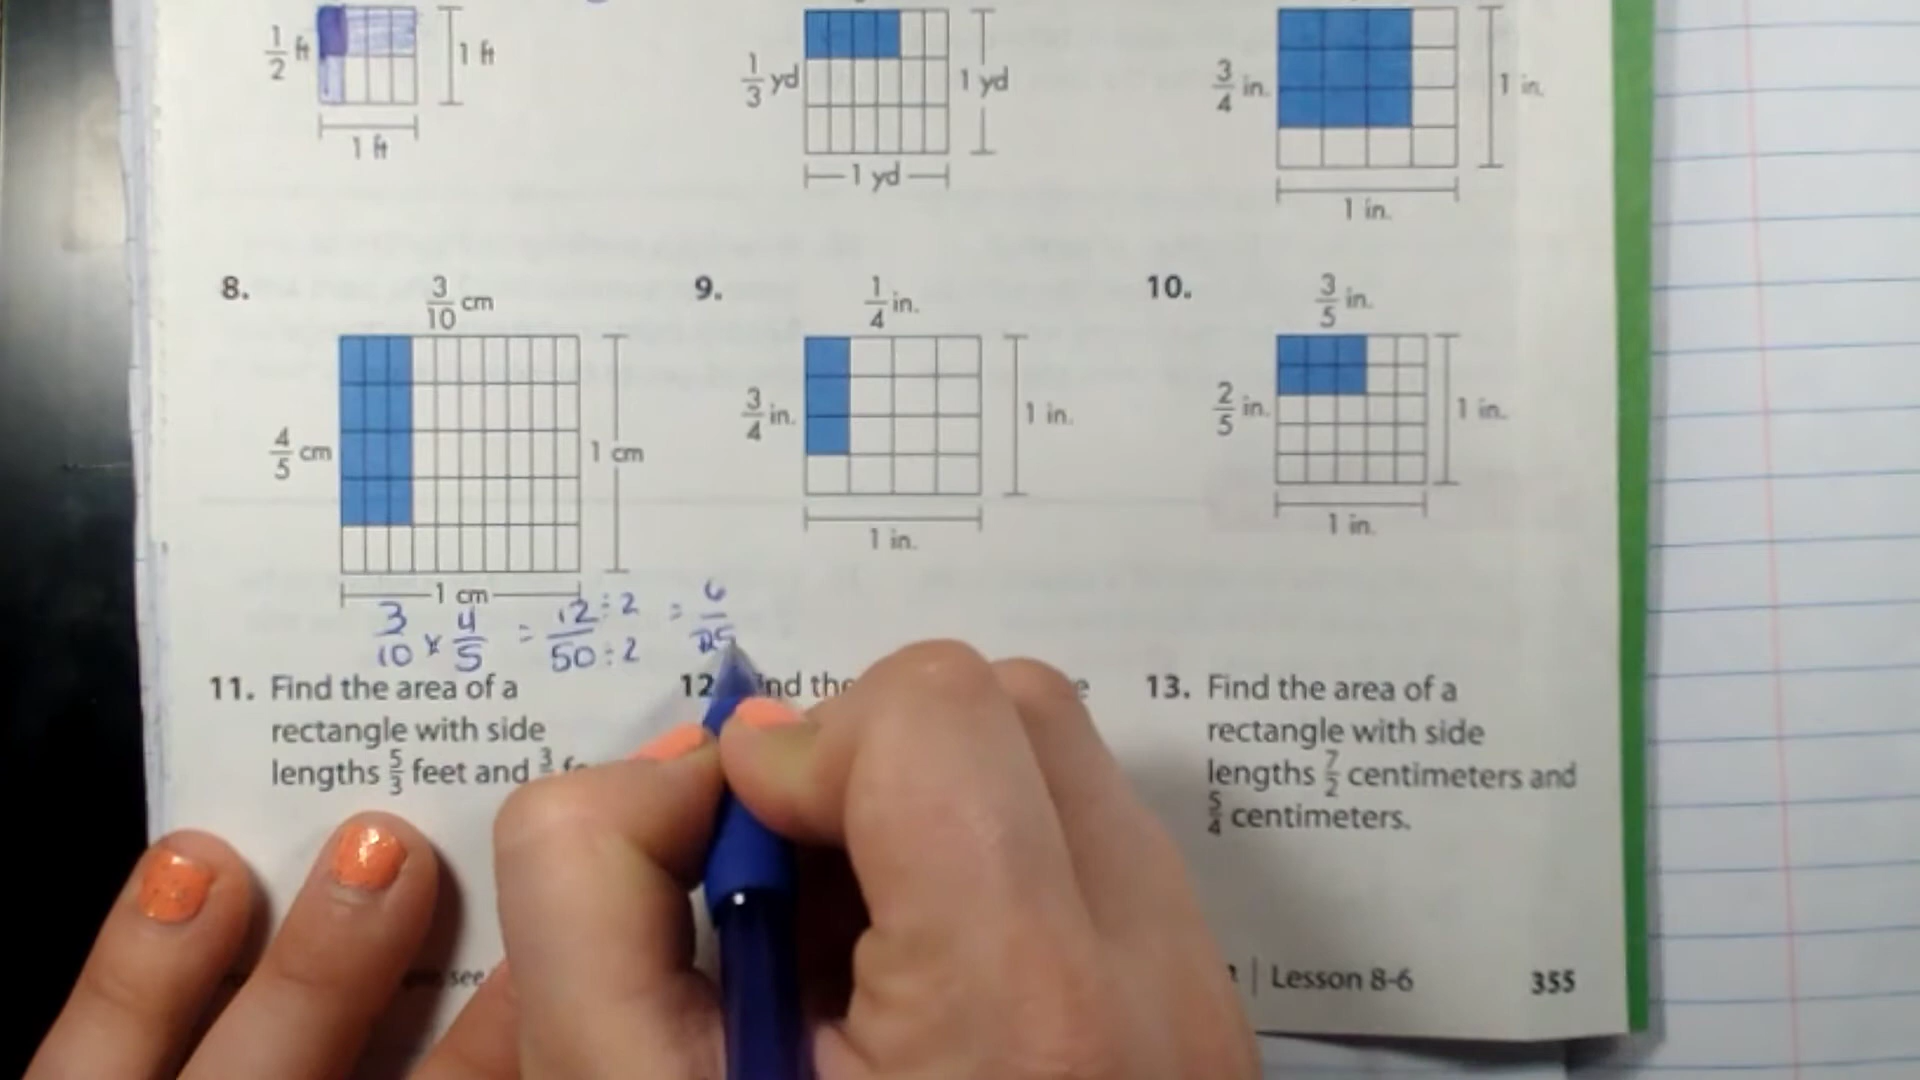 1/2 ft 1 ft 1/3 yd 1 yd 3/4 in. 1 in.
1 ft 1 yd 1 in.
8. 3/10 cm 9. 1/4 in. 10. 3/5 in.
4/5 cm 1 cm 3/4 in. 1 in. 2/5 in. 1 in.
1 cm 1 in. 1 in.
3/10 × 4/5 = 12÷2/50÷2 = 6/25
11. Find the area of a
rectangle with side
lengths 5/3 feet and
12 the
13. Find the area of a
rectangle with side
lengths 7/2 centimeters and
5/4 centimeters.
see
Lesson 8-6 355